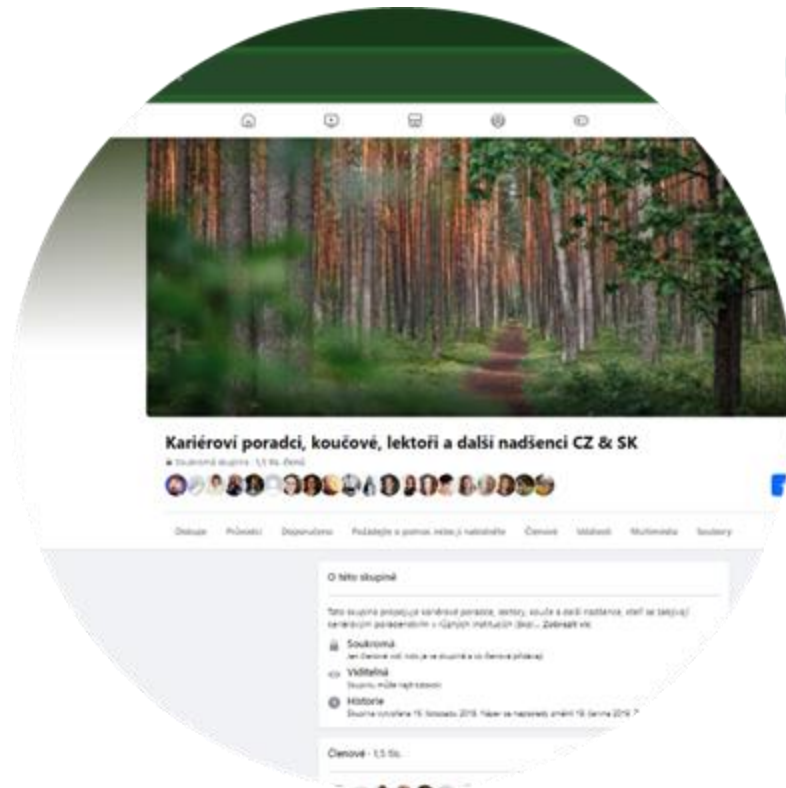 Kariéroví poradci, koučové, lektoři a další nadšenci CZ & SK
Soukromá skupina · 1,5 tis. členů
Diskuze Průvodci Doporučeno Požádejte o pomoc nebo ji nabídněte Členové Události Multimédia Soubory
O této skupině
Tato skupina propojuje kariérové poradce, lektory, kouče a další nadšence, kteří se zabývají
kariérovým poradenstvím v různých institucích Zobrazit víc
Soukromá
Jen členové vidí, kdo je ve skupině a co členové přidávají.
Viditelná
Skupinu může najít kdokoli.
Historie
Skupina vytvořena 19. listopadu 2018. Název se naposledy změnil 19. června 2019.
Členové · 1,5 tis.